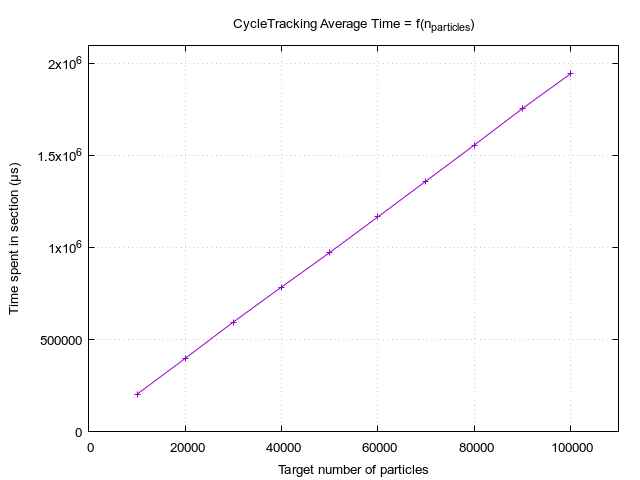 CycleTracking Average Time = f(n_particles)
2x10^6
1.5x10^6
1x10^6
500000
0
0 20000 40000 60000 80000 100000
Time spent in section (µs)
Target number of particles